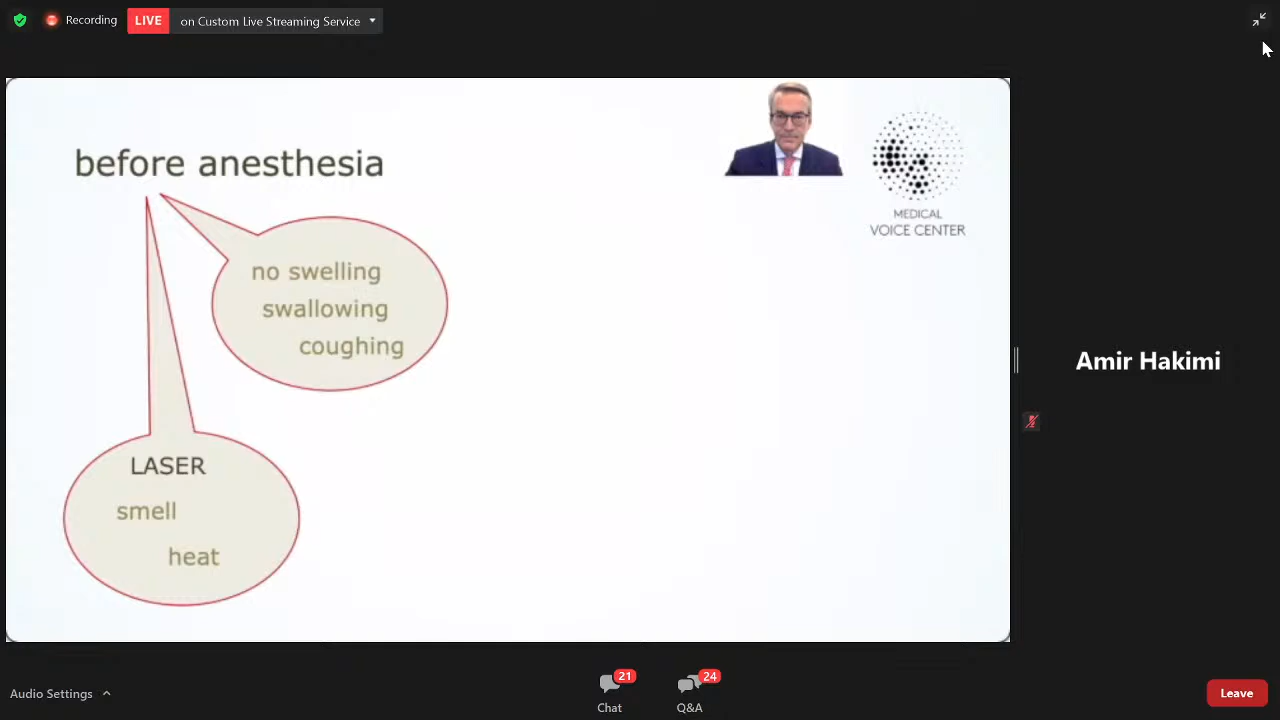 Recording
LIVE
on Custom Live Streaming Service
before anesthesia
MEDICAL
VOICE CENTER
no swelling
swallowing
coughing
Amir Hakimi
LASER
smell
heat
Audio Settings
21
Chat
24
Q&A
Leave